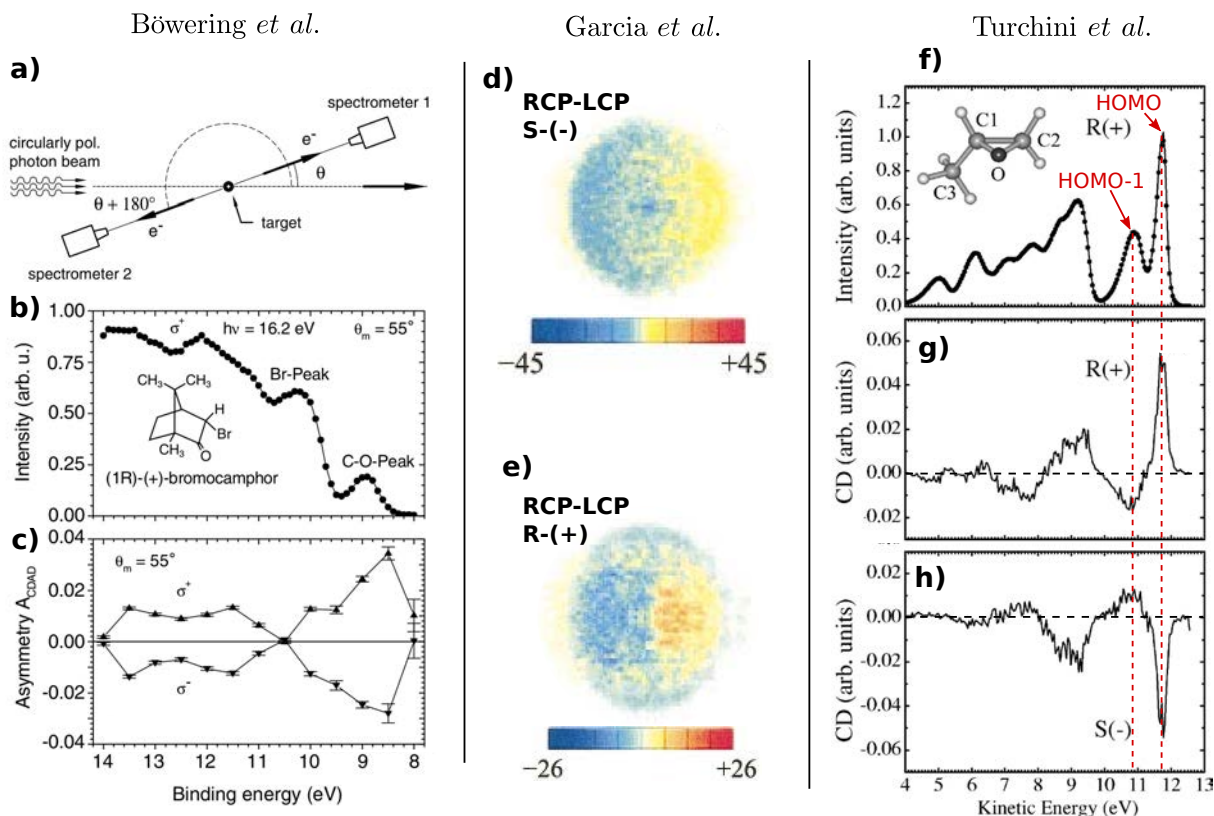 Böwering et al.
Garcia et al.
Turchini et al.
a)
spectrometer 1
circularly pol.
photon beam
e-
θ
θ + 180°
e-
target
spectrometer 2
b)
1.00
0.75
0.50
0.25
0.00
Intensity (arb. u.)
σ+
hν = 16.2 eV
θm = 55°
Br-Peak
C-O-Peak
CH₃
CH₃
H
Br
CH₃
O
(1R)-(+)-bromocamphor
c)
0.04
0.02
0.00
-0.02
-0.04
Asymmetry ACDAD
θm = 55°
σ+
σ-
14 13 12 11 10 9 8
Binding energy (eV)
d)
RCP-LCP
S-(-)
−45 +45
e)
RCP-LCP
R-(+)
−26 +26
f)
1.2
1.0
0.8
0.6
0.4
0.2
0.0
Intensity (arb. units)
HOMO
R(+)
HOMO-1
C1
C2
O
C3
g)
0.06
0.04
0.02
0.00
-0.02
CD (arb. units)
R(+)
h)
0.02
0.00
-0.02
-0.04
-0.06
CD (arb. units)
S(-)
4 5 6 7 8 9 10 11 12 13
Kinetic Energy (eV)